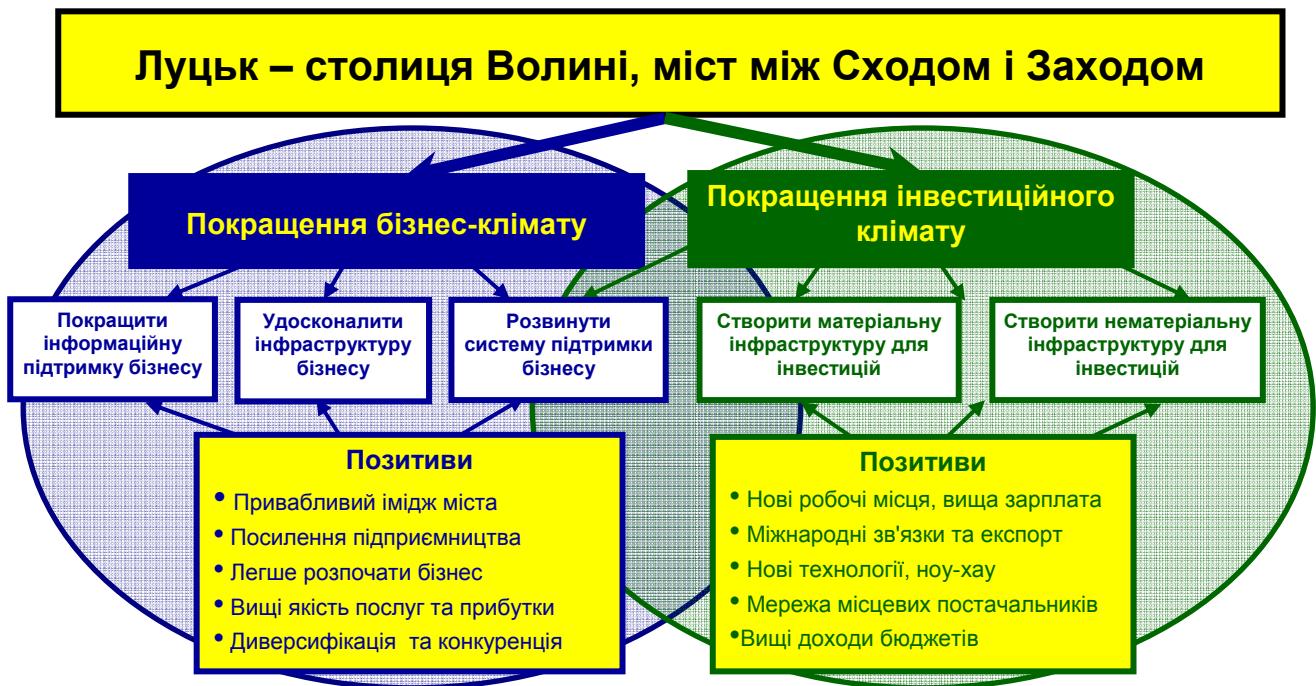 Луцьк – столиця Волині, міст між Сходом і Заходом
Покращення бізнес-клімату
Покращення інвестиційного
клімату
Покращити
інформаційну
підтримку бізнесу
Удосконалити
інфраструктуру
бізнесу
Розвинути
систему підтримки
бізнесу
Створити матеріальну
інфраструктуру для
інвестицій
Створити нематеріальну
інфраструктуру для
інвестицій
Позитиви
• Привабливий імідж міста
• Посилення підприємництва
• Легше розпочати бізнес
• Вищі якість послуг та прибутки
• Диверсифікація та конкуренція
Позитиви
• Нові робочі місця, вища зарплата
• Міжнародні зв'язки та експорт
• Нові технології, ноу-хау
• Мережа місцевих постачальників
•Вищі доходи бюджетів